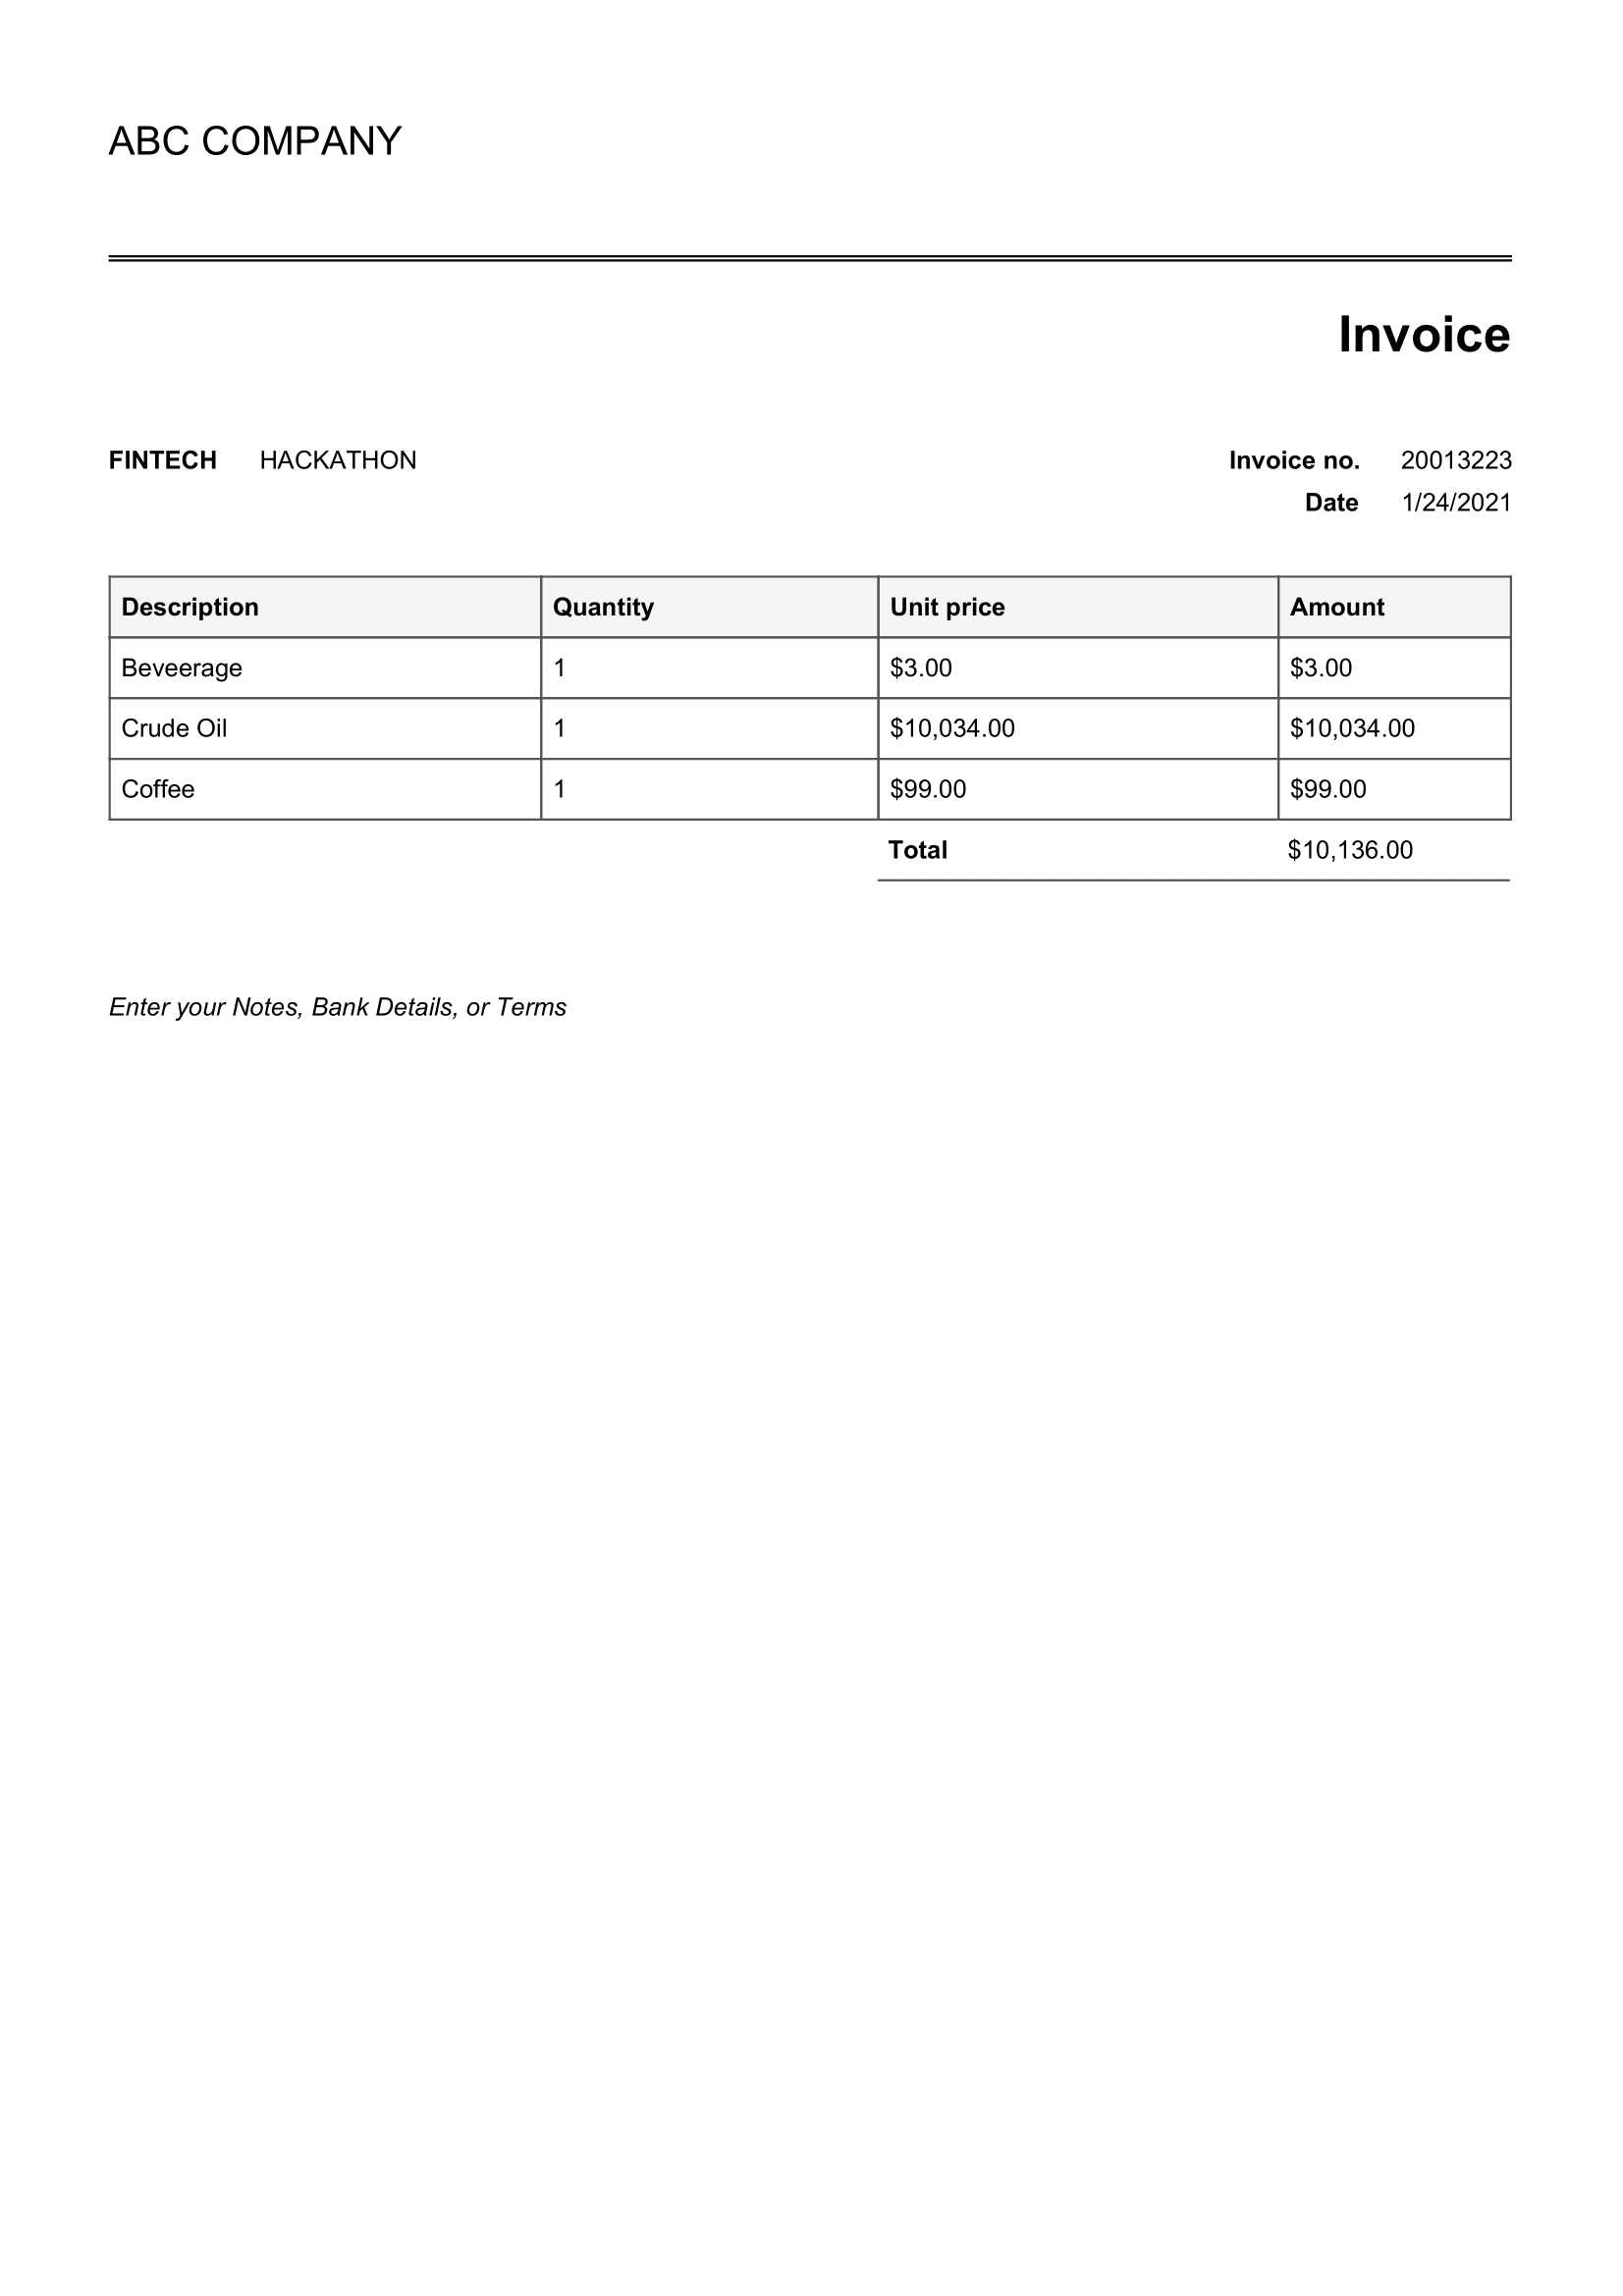 ABC COMPANY
Invoice
FINTECH HACKATHON Invoice no. 20013223
Date 1/24/2021
Description Quantity Unit price Amount
Beveerage 1 $3.00 $3.00
Crude Oil 1 $10,034.00 $10,034.00
Coffee 1 $99.00 $99.00
Total $10,136.00
Enter your Notes, Bank Details, or Terms